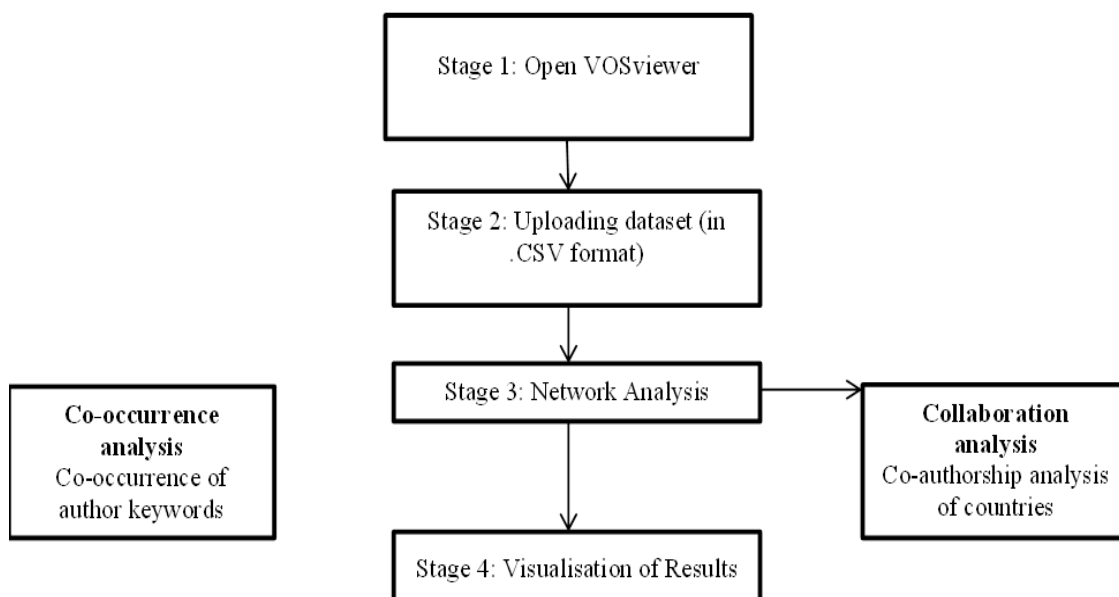 Stage 1: Open VOSviewer
Stage 2: Uploading dataset (in
.CSV format)
Stage 3: Network Analysis
Co-occurrence
analysis
Co-occurrence of
author keywords
Collaboration
analysis
Co-authorship analysis
of countries
Stage 4: Visualisation of Results